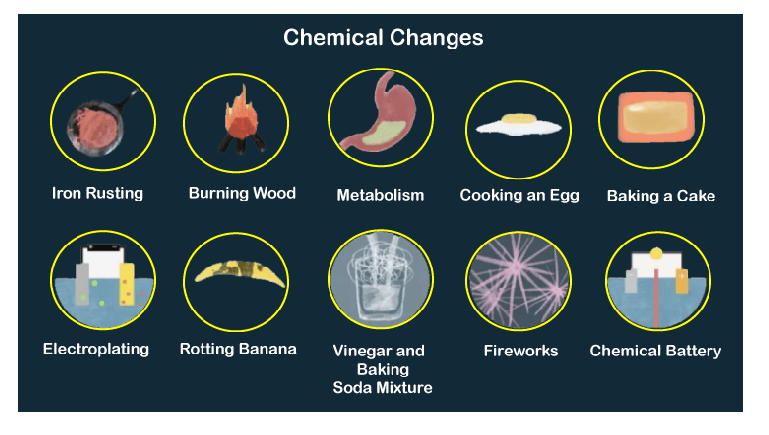 Chemical Changes
Iron Rusting
Burning Wood
Metabolism
Cooking an Egg
Baking a Cake
Electroplating
Rotting Banana
Vinegar and
Baking
Soda Mixture
Fireworks
Chemical Battery